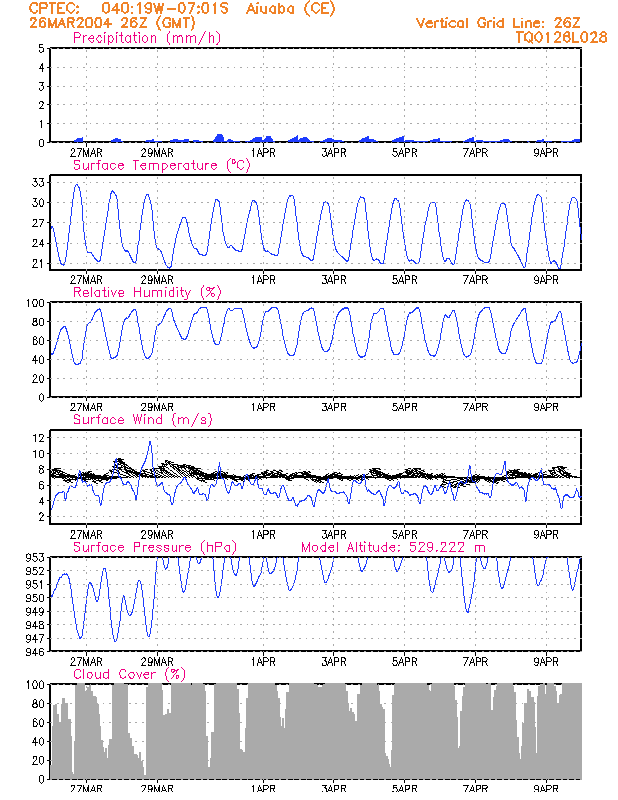 CPTEC: 040:19W-07:01S Aiuaba (CE)
26MAR2004 26Z (GMT) Vertical Grid Line: 26Z
Precipitation (mm/h) TQ0126L028
5
4
3
2
1
0
27MAR 29MAR 1APR 3APR 5APR 7APR 9APR
Surface Temperature (°C)
33
30
27
24
21
27MAR 29MAR 1APR 3APR 5APR 7APR 9APR
Relative Humidity (%)
100
80
60
40
20
0
27MAR 29MAR 1APR 3APR 5APR 7APR 9APR
Surface Wind (m/s)
12
10
8
6
4
2
27MAR 29MAR 1APR 3APR 5APR 7APR 9APR
Surface Pressure (hPa) Model Altitude: 529.222 m
953
952
951
950
949
948
947
946
27MAR 29MAR 1APR 3APR 5APR 7APR 9APR
Cloud Cover (%)
100
80
60
40
20
0
27MAR 29MAR 1APR 3APR 5APR 7APR 9APR